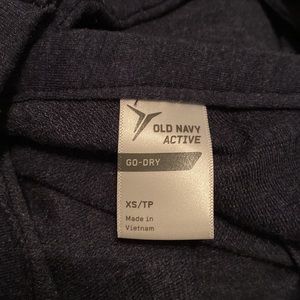 OLD NAVY
ACTIVE
GO-DRY
XS/TP
Made in
Vietnam